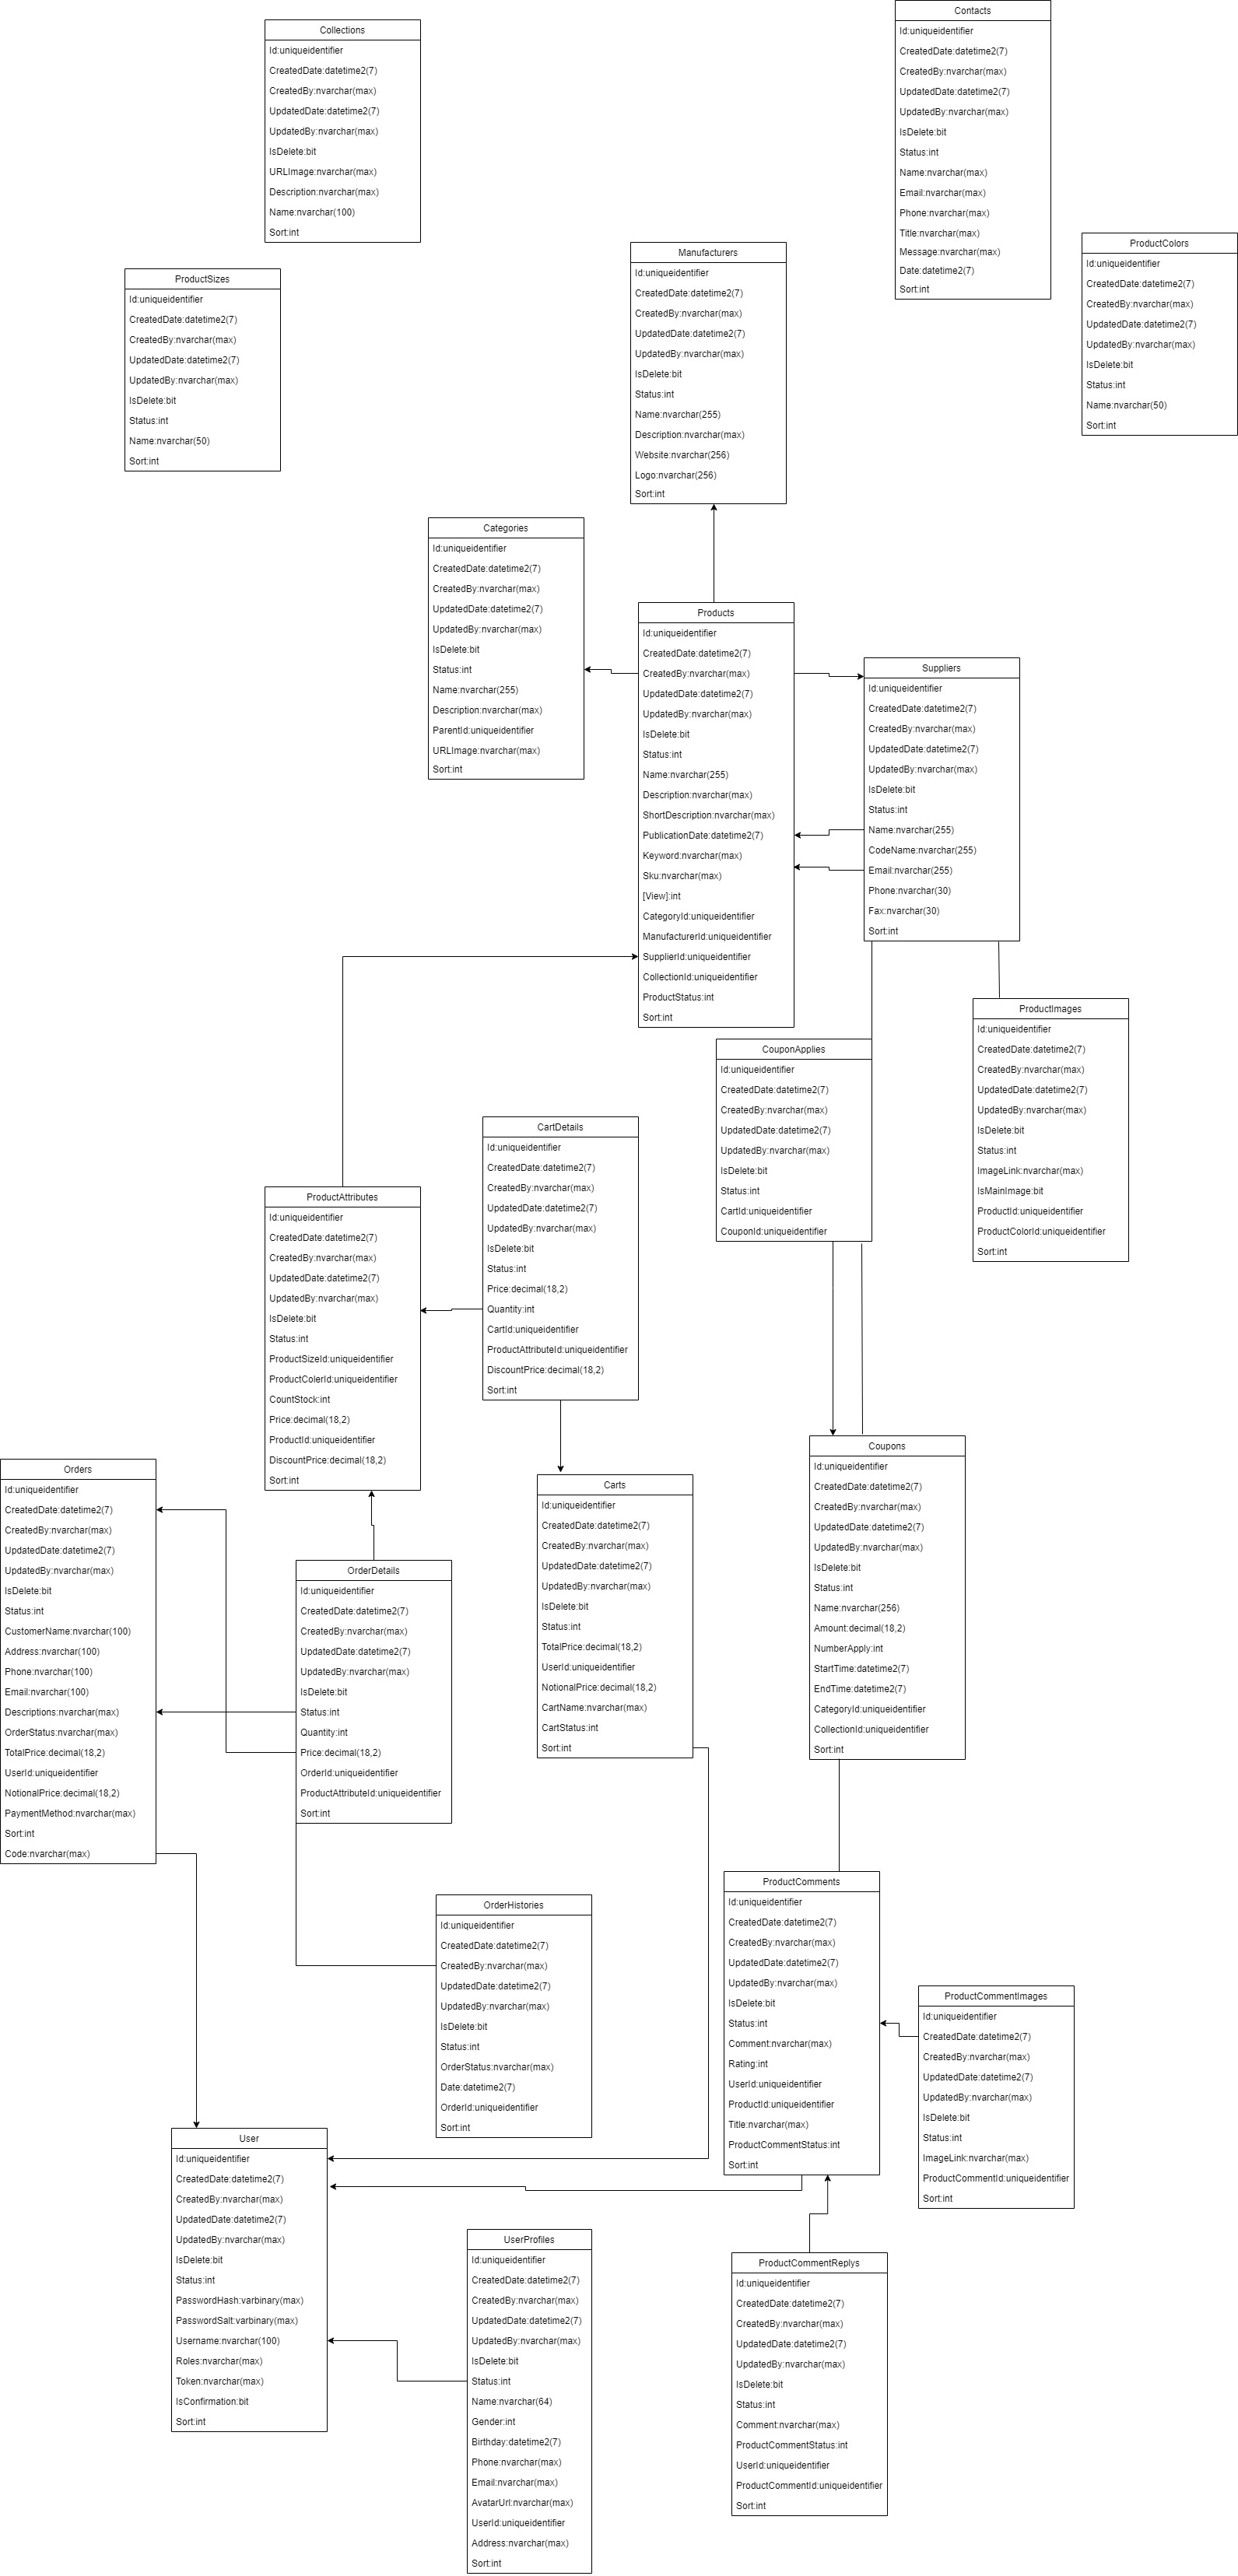 Contacts
Id:uniqueidentifier
CreatedDate:datetime2(7)
CreatedBy:nvarchar(max)
UpdatedDate:datetime2(7)
UpdatedBy:nvarchar(max)
IsDelete:bit
Status:int
Name:nvarchar(max)
Email:nvarchar(max)
Phone:nvarchar(max)
Title:nvarchar(max)
Message:nvarchar(max)
Date:datetime2(7)
Sort:int
Collections
Id:uniqueidentifier
CreatedDate:datetime2(7)
CreatedBy:nvarchar(max)
UpdatedDate:datetime2(7)
UpdatedBy:nvarchar(max)
IsDelete:bit
URLImage:nvarchar(max)
Description:nvarchar(max)
Name:nvarchar(100)
Sort:int
ProductColors
Id:uniqueidentifier
CreatedDate:datetime2(7)
CreatedBy:nvarchar(max)
UpdatedDate:datetime2(7)
UpdatedBy:nvarchar(max)
IsDelete:bit
Status:int
Name:nvarchar(50)
Sort:int
Manufacturers
Id:uniqueidentifier
CreatedDate:datetime2(7)
CreatedBy:nvarchar(max)
UpdatedDate:datetime2(7)
UpdatedBy:nvarchar(max)
IsDelete:bit
Status:int
Name:nvarchar(255)
Description:nvarchar(max)
Website:nvarchar(256)
Logo:nvarchar(256)
Sort:int
ProductSizes
Id:uniqueidentifier
CreatedDate:datetime2(7)
CreatedBy:nvarchar(max)
UpdatedDate:datetime2(7)
UpdatedBy:nvarchar(max)
IsDelete:bit
Status:int
Name:nvarchar(50)
Sort:int
Categories
Id:uniqueidentifier
CreatedDate:datetime2(7)
CreatedBy:nvarchar(max)
UpdatedDate:datetime2(7)
UpdatedBy:nvarchar(max)
IsDelete:bit
Status:int
Name:nvarchar(255)
Description:nvarchar(max)
ParentId:uniqueidentifier
URLImage:nvarchar(max)
Sort:int
Products
Id:uniqueidentifier
CreatedDate:datetime2(7)
CreatedBy:nvarchar(max)
UpdatedDate:datetime2(7)
UpdatedBy:nvarchar(max)
IsDelete:bit
Status:int
Name:nvarchar(255)
Description:nvarchar(max)
ShortDescription:nvarchar(max)
PublicationDate:datetime2(7)
Keyword:nvarchar(max)
Sku:nvarchar(max)
[View]:int
CategoryId:uniqueidentifier
ManufacturerId:uniqueidentifier
SupplierId:uniqueidentifier
CollectionId:uniqueidentifier
ProductStatus:int
Sort:int
Suppliers
Id:uniqueidentifier
CreatedDate:datetime2(7)
CreatedBy:nvarchar(max)
UpdatedDate:datetime2(7)
UpdatedBy:nvarchar(max)
IsDelete:bit
Status:int
Name:nvarchar(255)
CodeName:nvarchar(255)
Email:nvarchar(255)
Phone:nvarchar(30)
Fax:nvarchar(30)
Sort:int
ProductImages
Id:uniqueidentifier
CreatedDate:datetime2(7)
CreatedBy:nvarchar(max)
UpdatedDate:datetime2(7)
UpdatedBy:nvarchar(max)
IsDelete:bit
Status:int
ImageLink:nvarchar(max)
IsMainImage:bit
ProductId:uniqueidentifier
ProductColorId:uniqueidentifier
Sort:int
CouponApplies
Id:uniqueidentifier
CreatedDate:datetime2(7)
CreatedBy:nvarchar(max)
UpdatedDate:datetime2(7)
UpdatedBy:nvarchar(max)
IsDelete:bit
Status:int
CartId:uniqueidentifier
CouponId:uniqueidentifier
CartDetails
Id:uniqueidentifier
CreatedDate:datetime2(7)
CreatedBy:nvarchar(max)
UpdatedDate:datetime2(7)
UpdatedBy:nvarchar(max)
IsDelete:bit
Status:int
Price:decimal(18,2)
Quantity:int
CartId:uniqueidentifier
ProductAttributeId:uniqueidentifier
DiscountPrice:decimal(18,2)
Sort:int
ProductAttributes
Id:uniqueidentifier
CreatedDate:datetime2(7)
CreatedBy:nvarchar(max)
UpdatedDate:datetime2(7)
UpdatedBy:nvarchar(max)
IsDelete:bit
Status:int
ProductSizeId:uniqueidentifier
ProductColerId:uniqueidentifier
CountStock:int
Price:decimal(18,2)
ProductId:uniqueidentifier
DiscountPrice:decimal(18,2)
Sort:int
Coupons
Id:uniqueidentifier
CreatedDate:datetime2(7)
CreatedBy:nvarchar(max)
UpdatedDate:datetime2(7)
UpdatedBy:nvarchar(max)
IsDelete:bit
Status:int
Name:nvarchar(256)
Amount:decimal(18,2)
NumberApply:int
StartTime:datetime2(7)
EndTime:datetime2(7)
CategoryId:uniqueidentifier
CollectionId:uniqueidentifier
Sort:int
Orders
Id:uniqueidentifier
CreatedDate:datetime2(7)
CreatedBy:nvarchar(max)
UpdatedDate:datetime2(7)
UpdatedBy:nvarchar(max)
IsDelete:bit
Status:int
CustomerName:nvarchar(100)
Address:nvarchar(100)
Phone:nvarchar(100)
Email:nvarchar(100)
Descriptions:nvarchar(max)
OrderStatus:nvarchar(max)
TotalPrice:decimal(18,2)
UserId:uniqueidentifier
NotionalPrice:decimal(18,2)
PaymentMethod:nvarchar(max)
Sort:int
Code:nvarchar(max)
Carts
Id:uniqueidentifier
CreatedDate:datetime2(7)
CreatedBy:nvarchar(max)
UpdatedDate:datetime2(7)
UpdatedBy:nvarchar(max)
IsDelete:bit
Status:int
TotalPrice:decimal(18,2)
UserId:uniqueidentifier
NotionalPrice:decimal(18,2)
CartName:nvarchar(max)
CartStatus:int
Sort:int
OrderDetails
Id:uniqueidentifier
CreatedDate:datetime2(7)
CreatedBy:nvarchar(max)
UpdatedDate:datetime2(7)
UpdatedBy:nvarchar(max)
IsDelete:bit
Status:int
Quantity:int
Price:decimal(18,2)
OrderId:uniqueidentifier
ProductAttributeId:uniqueidentifier
Sort:int
ProductComments
Id:uniqueidentifier
CreatedDate:datetime2(7)
CreatedBy:nvarchar(max)
UpdatedDate:datetime2(7)
UpdatedBy:nvarchar(max)
IsDelete:bit
Status:int
Comment:nvarchar(max)
Rating:int
UserId:uniqueidentifier
ProductId:uniqueidentifier
Title:nvarchar(max)
ProductCommentStatus:int
Sort:int
OrderHistories
Id:uniqueidentifier
CreatedDate:datetime2(7)
CreatedBy:nvarchar(max)
UpdatedDate:datetime2(7)
UpdatedBy:nvarchar(max)
IsDelete:bit
Status:int
OrderStatus:nvarchar(max)
Date:datetime2(7)
OrderId:uniqueidentifier
Sort:int
ProductCommentImages
Id:uniqueidentifier
CreatedDate:datetime2(7)
CreatedBy:nvarchar(max)
UpdatedDate:datetime2(7)
UpdatedBy:nvarchar(max)
IsDelete:bit
Status:int
ImageLink:nvarchar(max)
ProductCommentId:uniqueidentifier
Sort:int
User
Id:uniqueidentifier
CreatedDate:datetime2(7)
CreatedBy:nvarchar(max)
UpdatedDate:datetime2(7)
UpdatedBy:nvarchar(max)
IsDelete:bit
Status:int
PasswordHash:varbinary(max)
PasswordSalt:varbinary(max)
Username:nvarchar(100)
Roles:nvarchar(max)
Token:nvarchar(max)
IsConfirmation:bit
Sort:int
UserProfiles
Id:uniqueidentifier
CreatedDate:datetime2(7)
CreatedBy:nvarchar(max)
UpdatedDate:datetime2(7)
UpdatedBy:nvarchar(max)
IsDelete:bit
Status:int
Name:nvarchar(64)
Gender:int
Birthday:datetime2(7)
Phone:nvarchar(max)
Email:nvarchar(max)
AvatarUrl:nvarchar(max)
UserId:uniqueidentifier
Address:nvarchar(max)
Sort:int
ProductCommentReplys
Id:uniqueidentifier
CreatedDate:datetime2(7)
CreatedBy:nvarchar(max)
UpdatedDate:datetime2(7)
UpdatedBy:nvarchar(max)
IsDelete:bit
Status:int
Comment:nvarchar(max)
ProductCommentStatus:int
UserId:uniqueidentifier
ProductCommentId:uniqueidentifier
Sort:int